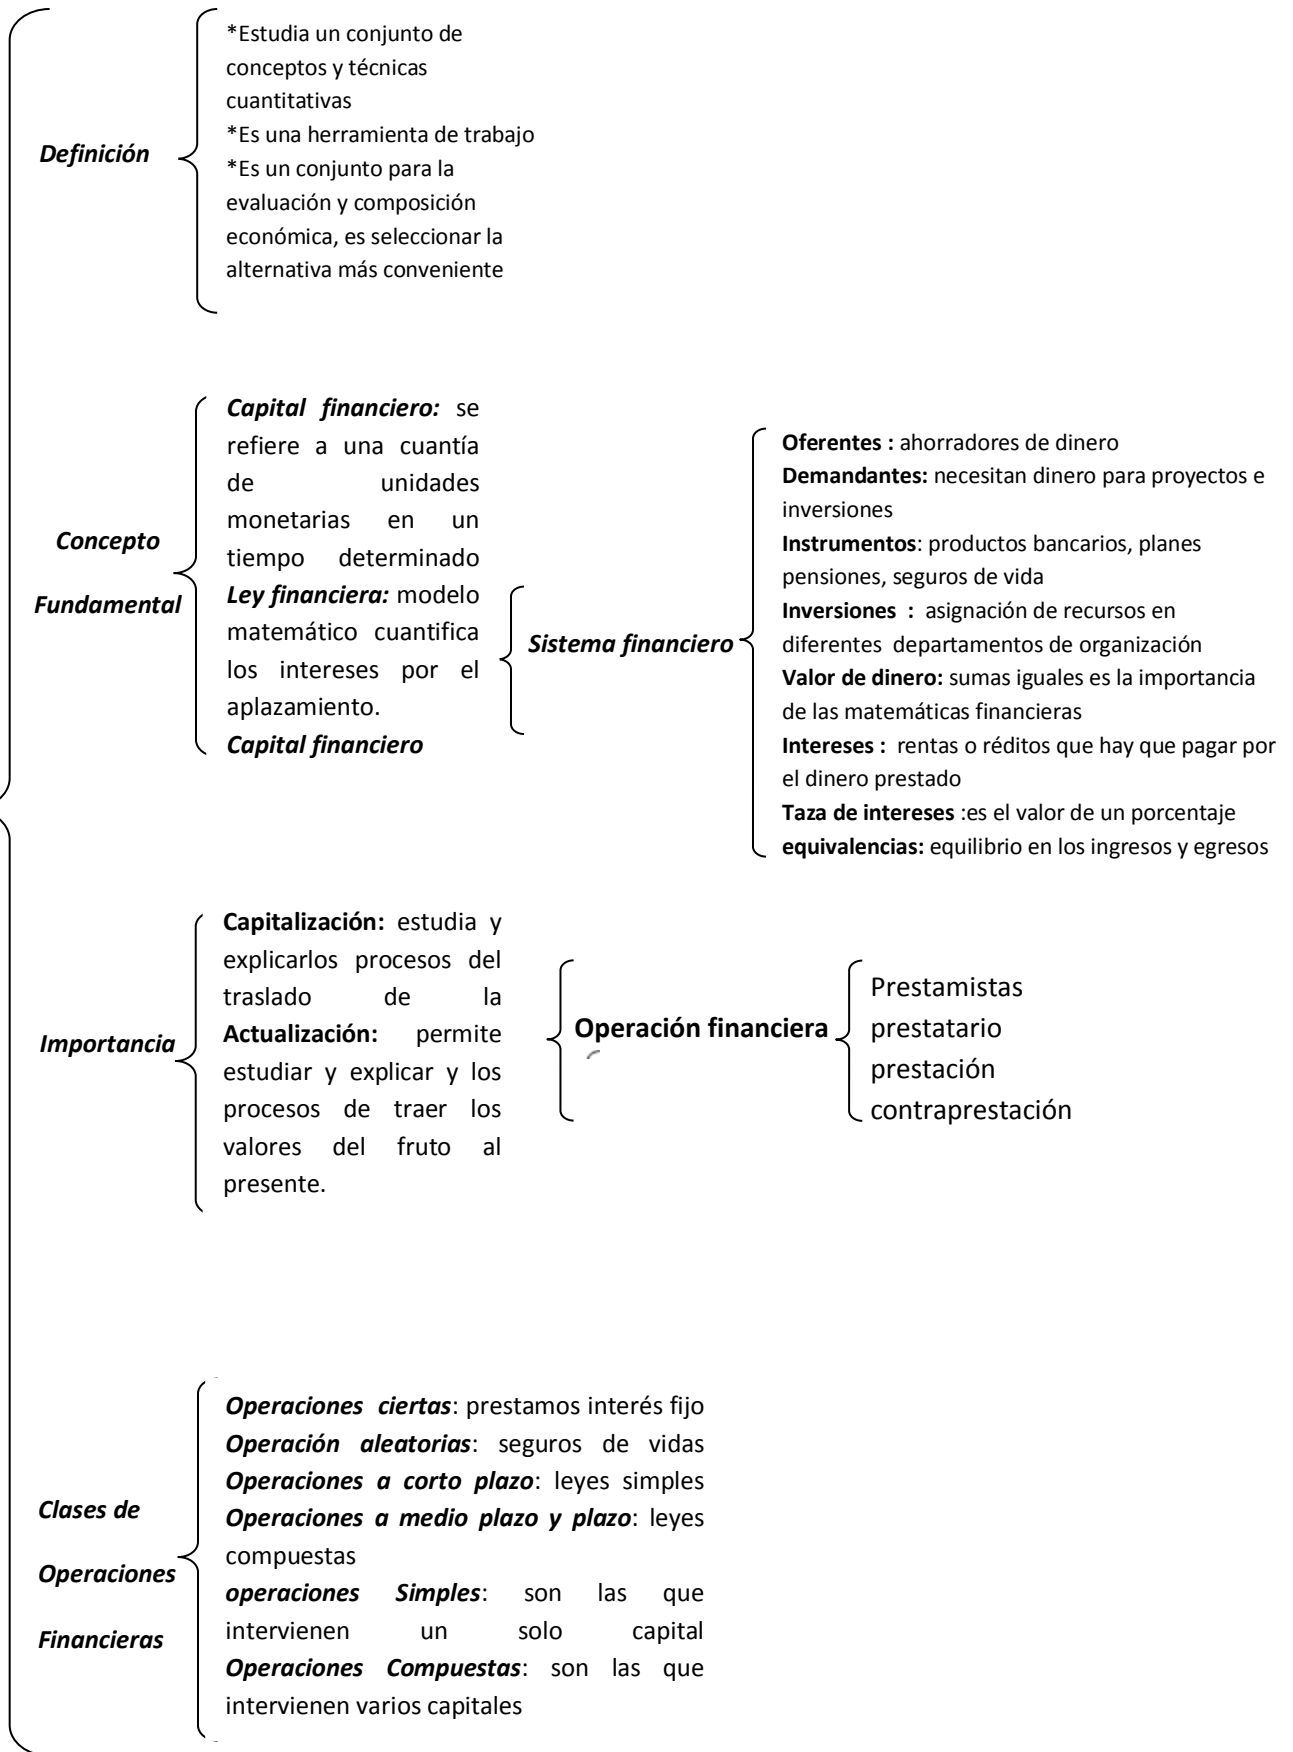 Definición
*Estudia un conjunto de
conceptos y técnicas
cuantitativas
*Es una herramienta de trabajo
*Es un conjunto para la
evaluación y composición
económica, es seleccionar la
alternativa más conveniente
Concepto
Fundamental
Capital financiero: se
refiere a una cuantía
de unidades
monetarias en un
tiempo determinado
Ley financiera: modelo
matemático cuantifica
los intereses por el
aplazamiento.
Capital financiero
Sistema financiero
Oferentes : ahorradores de dinero
Demandantes: necesitan dinero para proyectos e
inversiones
Instrumentos: productos bancarios, planes
pensiones, seguros de vida
Inversiones : asignación de recursos en
diferentes departamentos de organización
Valor de dinero: sumas iguales es la importancia
de las matemáticas financieras
Intereses : rentas o réditos que hay que pagar por
el dinero prestado
Taza de intereses :es el valor de un porcentaje
equivalencias: equilibrio en los ingresos y egresos
Importancia
Capitalización: estudia y
explicarlos procesos del
traslado de la
Actualización: permite
estudiar y explicar y los
procesos de traer los
valores del fruto al
presente.
Operación financiera
Prestamistas
prestatario
prestación
contraprestación
Clases de
Operaciones
Financieras
Operaciones ciertas: prestamos interés fijo
Operación aleatorias: seguros de vidas
Operaciones a corto plazo: leyes simples
Operaciones a medio plazo y plazo: leyes
compuestas
operaciones Simples: son las que
intervienen un solo capital
Operaciones Compuestas: son las que
intervienen varios capitales